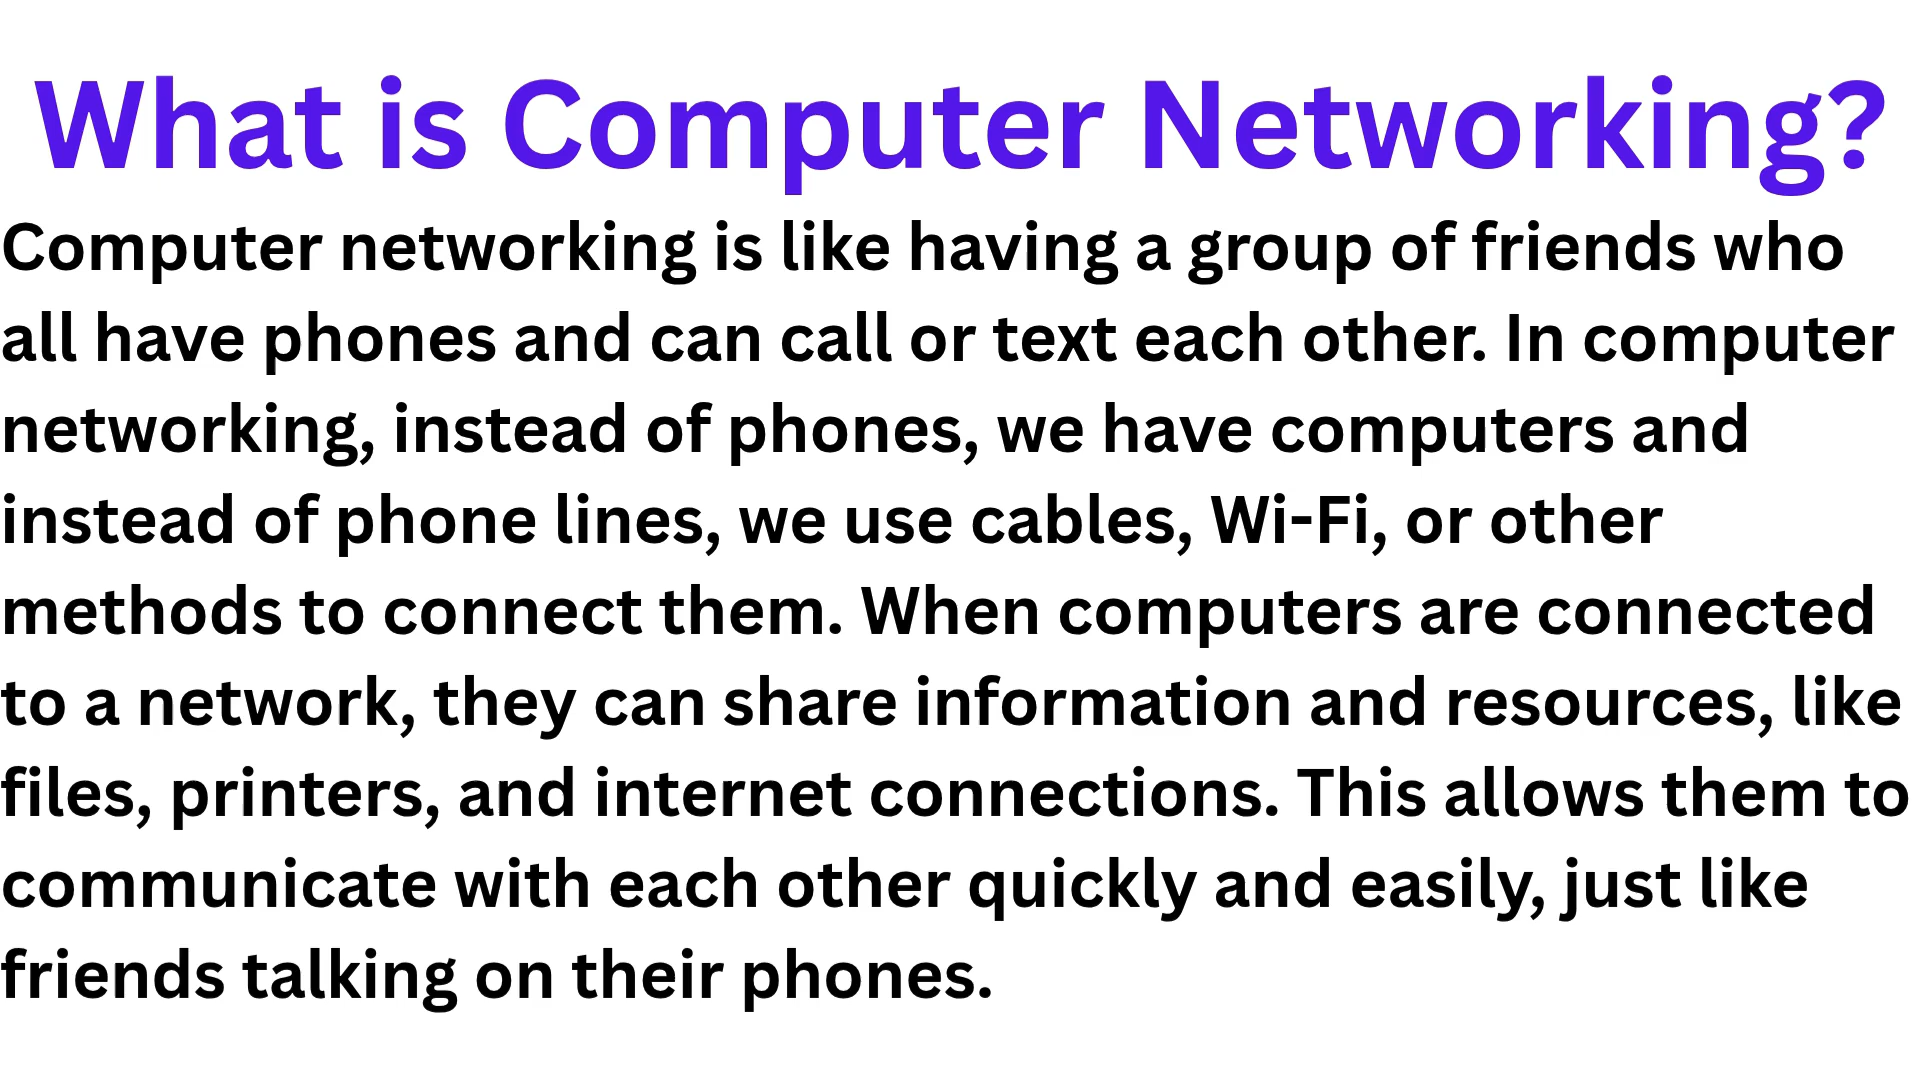 What is Computer Networking?
Computer networking is like having a group of friends who
all have phones and can call or text each other. In computer
networking, instead of phones, we have computers and
instead of phone lines, we use cables, Wi-Fi, or other
methods to connect them. When computers are connected
to a network, they can share information and resources, like
files, printers, and internet connections. This allows them to
communicate with each other quickly and easily, just like
friends talking on their phones.